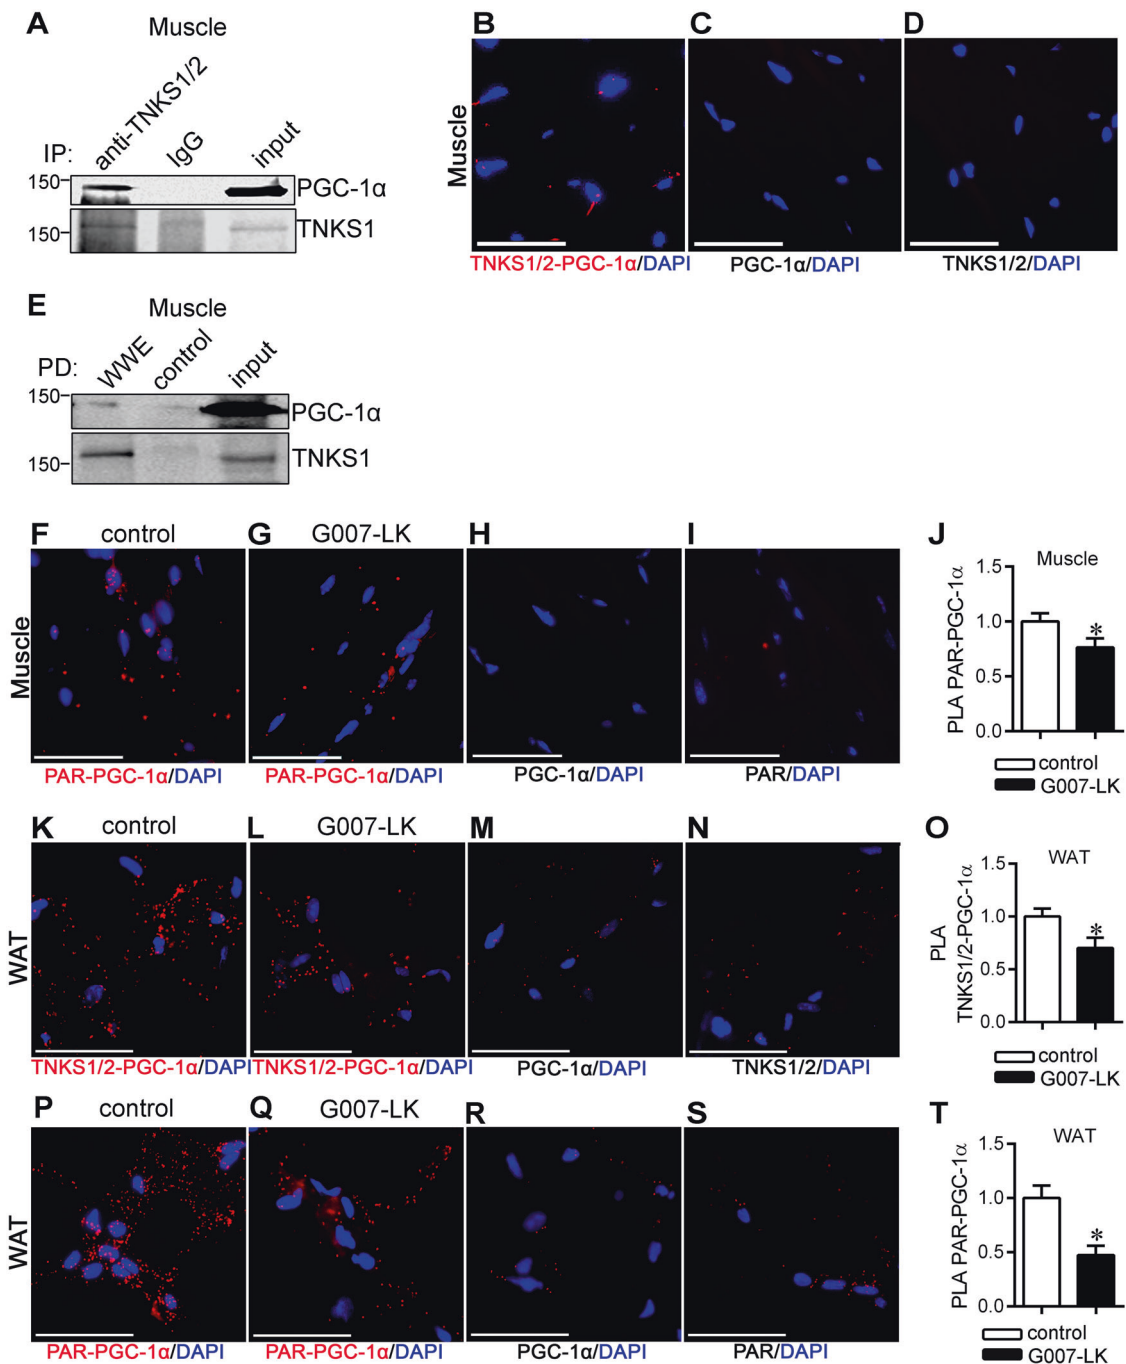 A
Muscle
IP:
anti-TNKS1/2
IgG
input
150
PGC-1α
150
TNKS1
B
C
D
Muscle
TNKS1/2-PGC-1α/DAPI
PGC-1α/DAPI
TNKS1/2/DAPI
E
Muscle
PD:
WWE
control
input
150
PGC-1α
150
TNKS1
F
control
G
G007-LK
H
I
Muscle
PAR-PGC-1α/DAPI
PAR-PGC-1α/DAPI
PGC-1α/DAPI
PAR/DAPI
J
Muscle
PLA PAR-PGC-1α
1.5
1.0
0.5
0.0
*
control
G007-LK
K
control
L
G007-LK
M
N
WAT
TNKS1/2-PGC-1α/DAPI
TNKS1/2-PGC-1α/DAPI
PGC-1α/DAPI
TNKS1/2/DAPI
O
WAT
PLA
TNKS1/2-PGC-1α
1.5
1.0
0.5
0.0
*
control
G007-LK
P
control
Q
G007-LK
R
S
WAT
PAR-PGC-1α/DAPI
PAR-PGC-1α/DAPI
PGC-1α/DAPI
PAR/DAPI
T
WAT
PLA PAR-PGC-1α
1.5
1.0
0.5
0.0
*
control
G007-LK